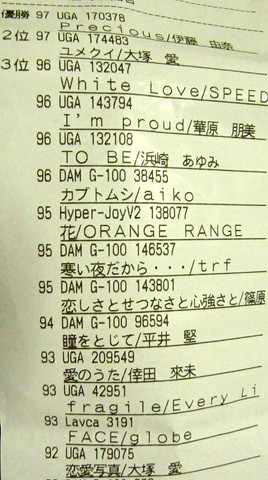 (優勝) 97 UGA 170378
Precious/伊藤 由奈
2位 97 UGA 174483
ユメクイ/大塚 愛
3位 96 UGA 132047
White Love/SPEED
96 UGA 143794
I'm proud/華原 朋美
96 UGA 132108
TO BE/浜崎 あゆみ
96 DAM G-100 38455
カブトムシ/aiko
95 Hyper-JoyV2 138077
花/ORANGE RANGE
95 DAM G-100 146537
寒い夜だから・・・/trf
95 DAM G-100 143801
恋しさとせつなさと心強さと/篠原
94 DAM G-100 96594
瞳をとじて/平井 堅
93 UGA 209549
愛のうた/倖田 來未
93 UGA 42951
fragile/Every Li
93 Lavca 3191
FACE/globe
92 UGA 179075
恋愛写真/大塚 愛